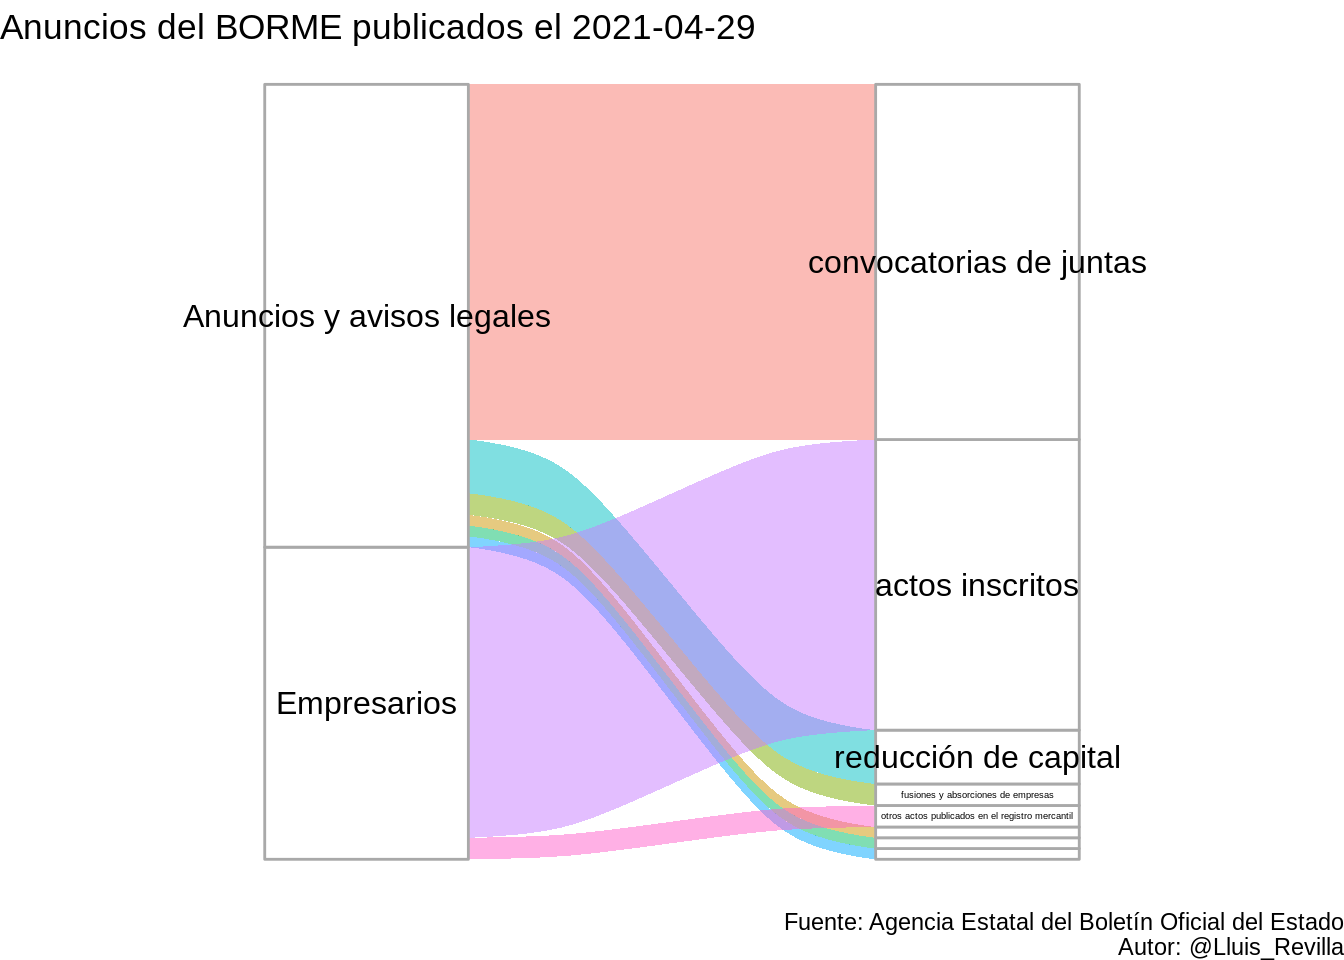 Anuncios del BORME publicados el 2021-04-29
convocatorias de juntas
Anuncios y avisos legales
actos inscritos
Empresarios
reducción de capital
fusiones y absorciones de empresas
otros actos publicados en el registro mercantil
Fuente: Agencia Estatal del Boletín Oficial del Estado
Autor: @Lluis_Revilla